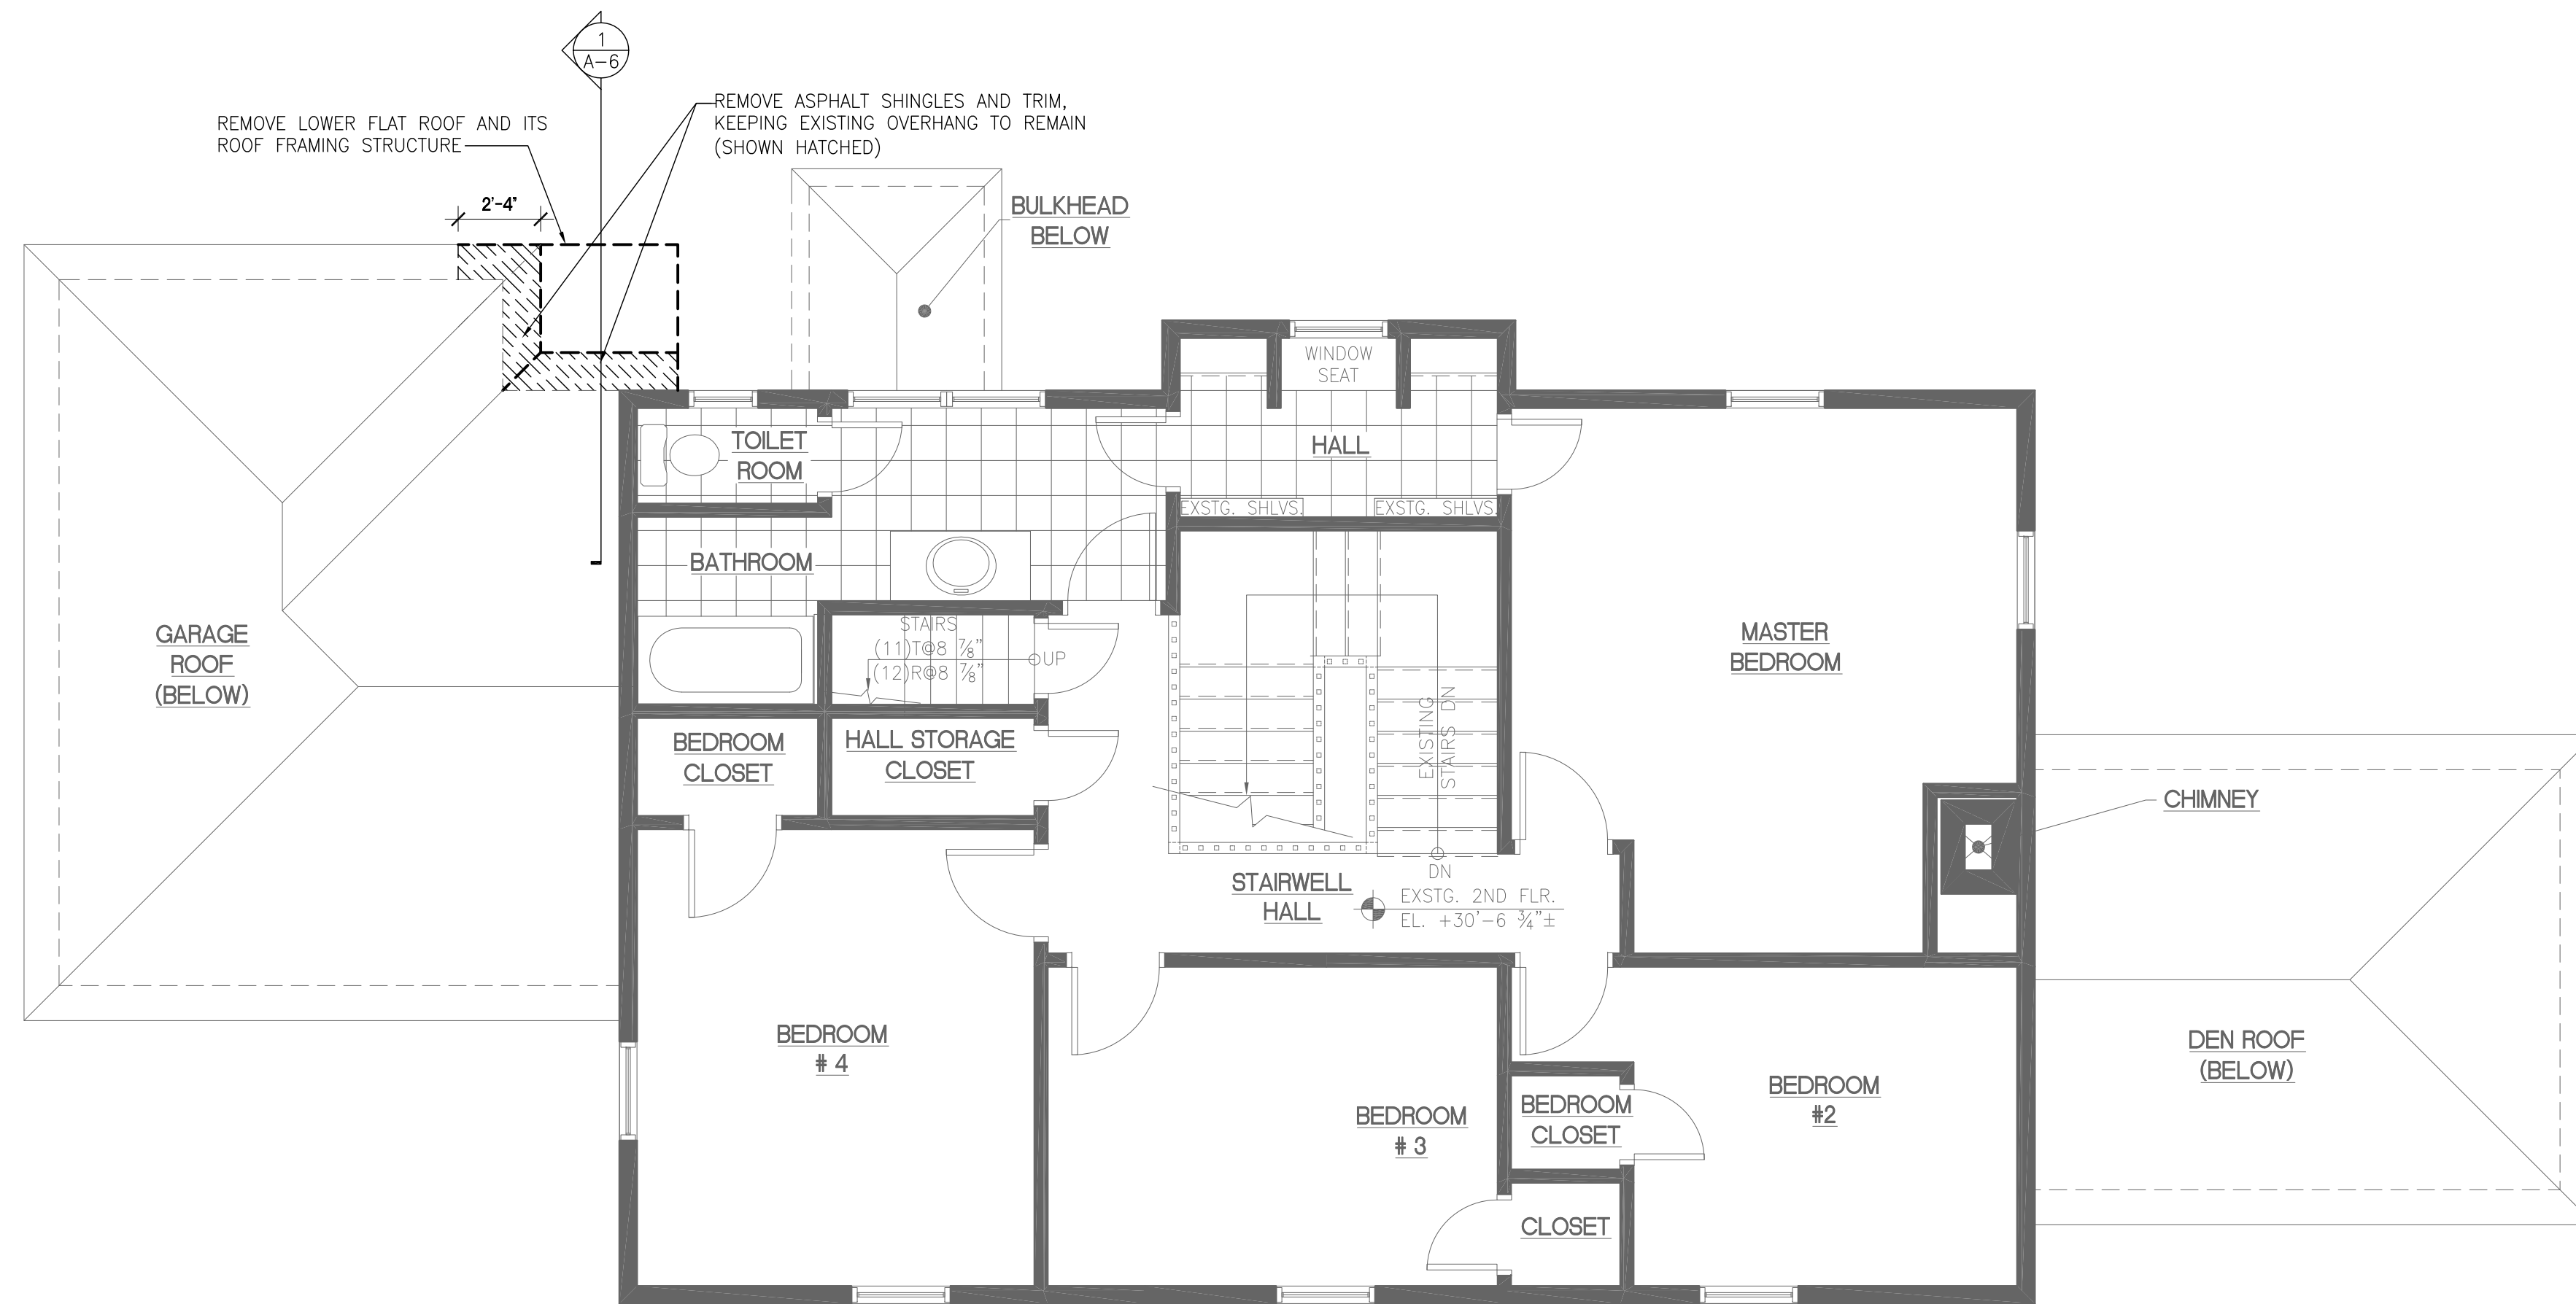 1
A-6
REMOVE LOWER FLAT ROOF AND ITS
ROOF FRAMING STRUCTURE
REMOVE ASPHALT SHINGLES AND TRIM,
KEEPING EXISTING OVERHANG TO REMAIN
(SHOWN HATCHED)
2'-4"
BULKHEAD
BELOW
WINDOW
SEAT
TOILET
ROOM
HALL
EXSTG. SHLVS.
EXSTG. SHLVS.
BATHROOM
STAIRS
(11)T@8 ⅞"
(12)R@8 ⅞"
UP
GARAGE
ROOF
(BELOW)
MASTER
BEDROOM
EXISTING
STAIRS DN
BEDROOM
CLOSET
HALL STORAGE
CLOSET
CHIMNEY
DN
STAIRWELL
HALL
EXSTG. 2ND FLR.
EL. +30'-6 ¾"±
BEDROOM
# 4
BEDROOM
# 3
BEDROOM
CLOSET
BEDROOM
#2
DEN ROOF
(BELOW)
CLOSET